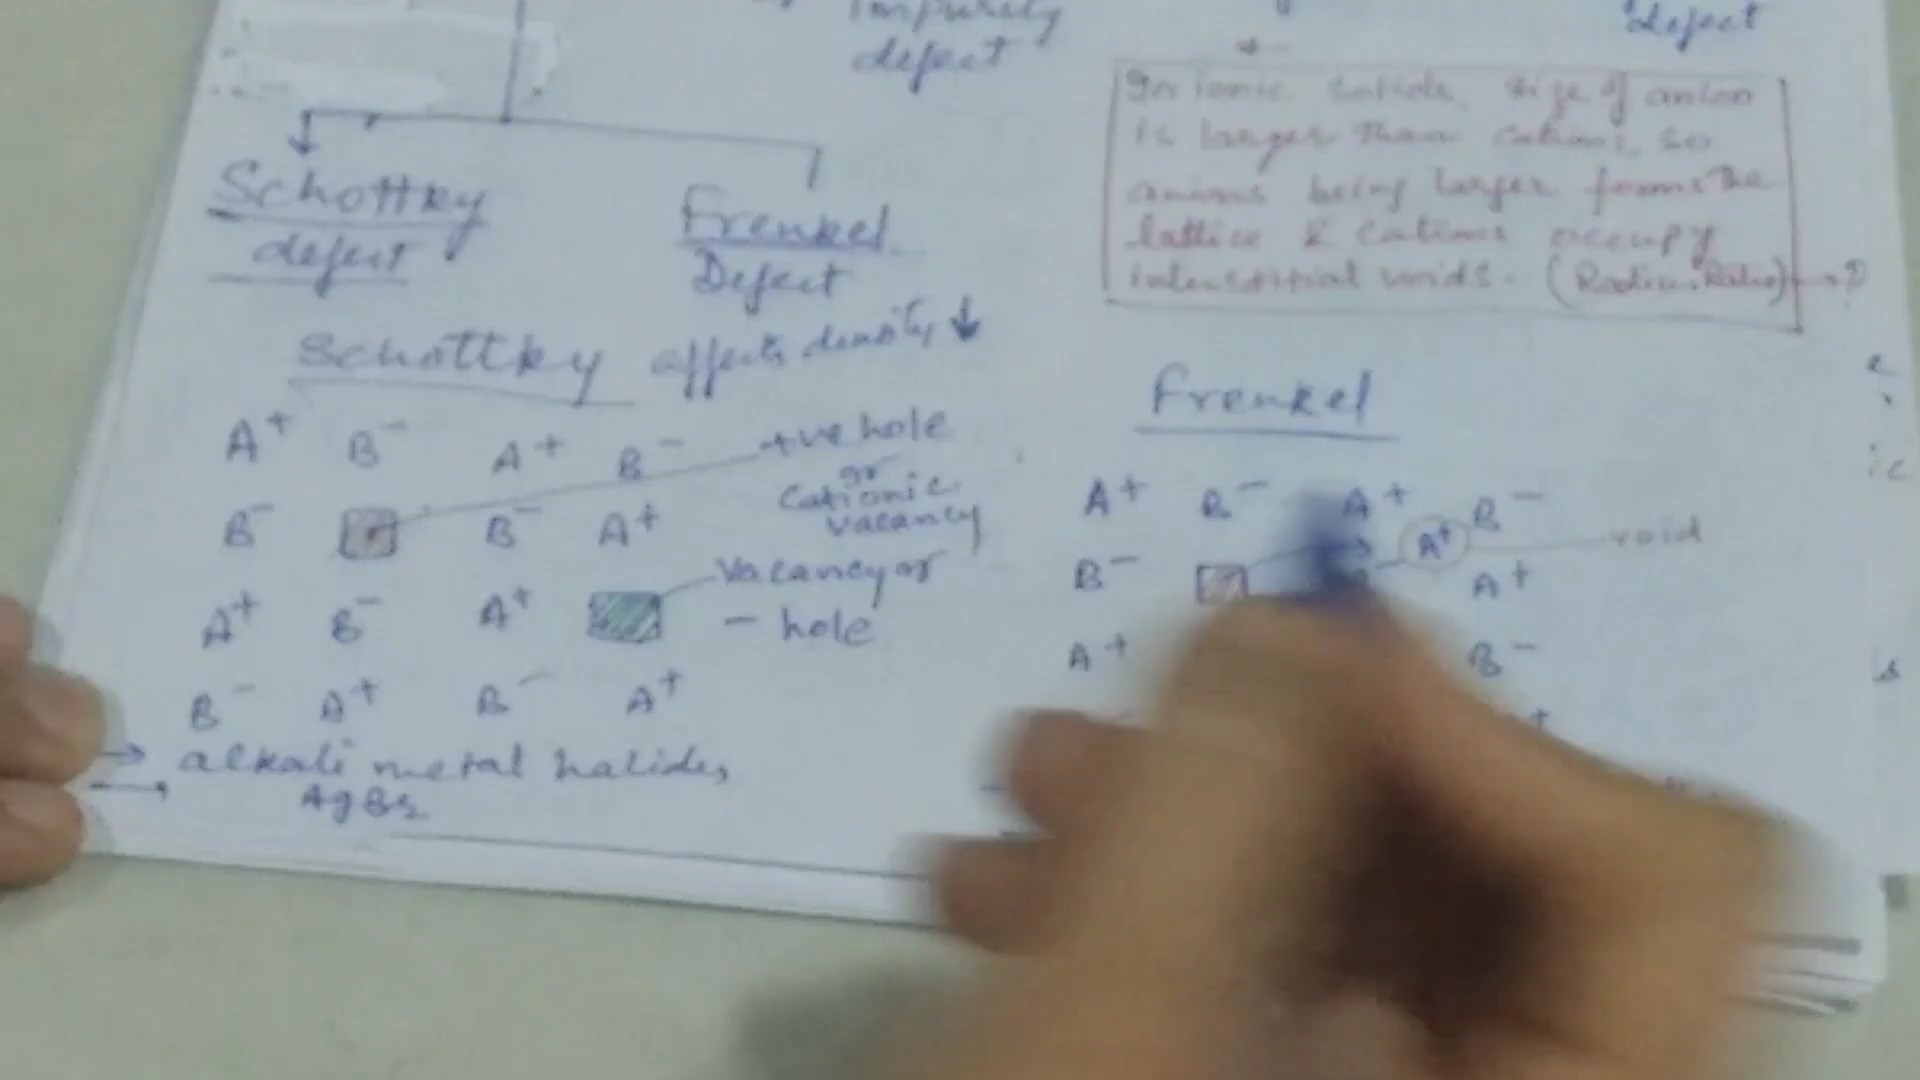 impurity
defect
defect
In ionic solids, size of anion
is larger than cations, so
anions being larger forms the
lattice & cations occupy
interstitial voids. (Radius Ratio) → ?
Schottky
defect
Frenkel
Defect
Schottky affects density ↓
A+ B- A+ B-
+ve hole
or
Cationic
vacancy
B- B- A+
A+ B- A+
Vacancy or
- hole
B- A+ B- A+
→ alkali metal halides,
→ AgBr
Frenkel
A+ B- A+ B-
A+
void
B- A+
A+ B-